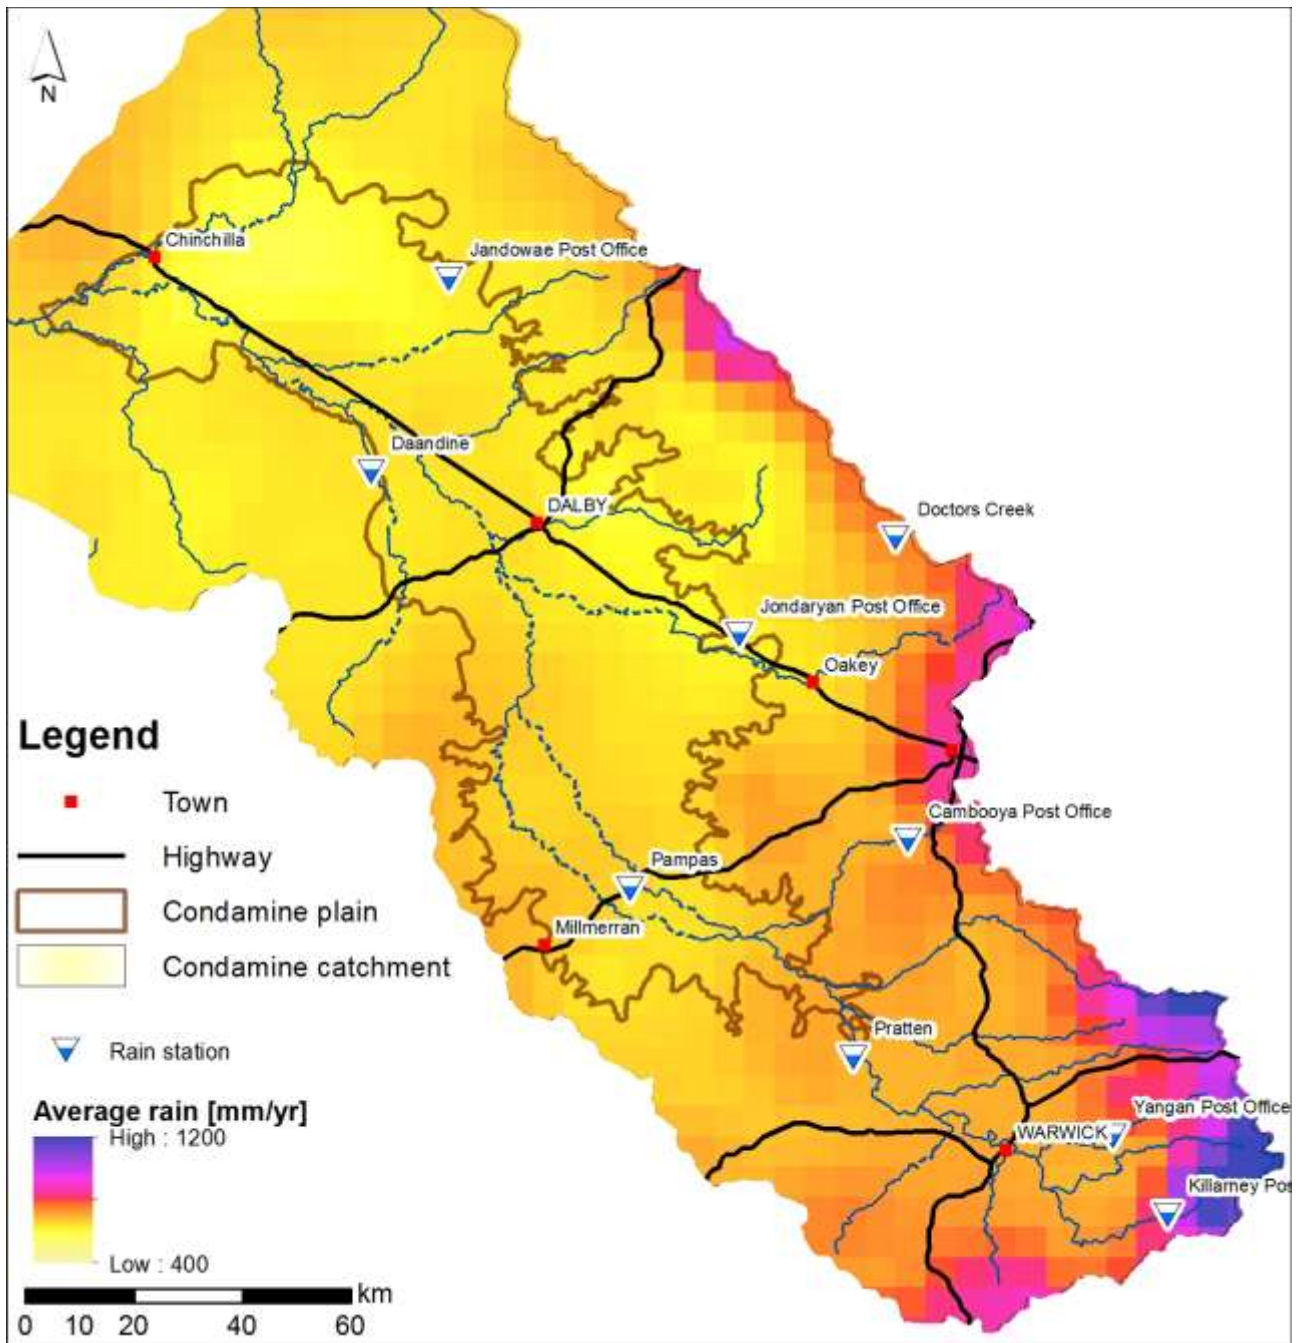 N
Chinchilla
Jandowae Post Office
Daandine
DALBY
Doctors Creek
Jondaryan Post Office
Oakey
Cambooya Post Office
Pampas
Millmerran
Pratten
Yangan Post Office
WARWICK
Killarney Pos
Legend
Town
Highway
Condamine plain
Condamine catchment
Rain station
Average rain [mm/yr]
High : 1200
Low : 400
km
0 10 20 40 60